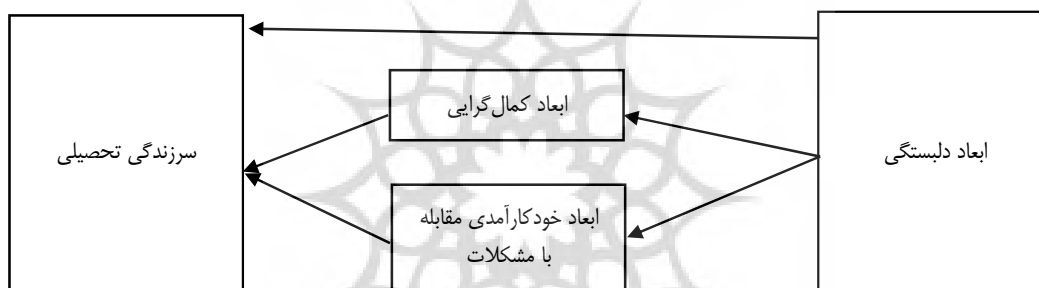 ابعاد دلبستگی
ابعاد کمال‌گرایی
ابعاد خودکارآمدی مقابله
با مشکلات
سرزندگی تحصیلی